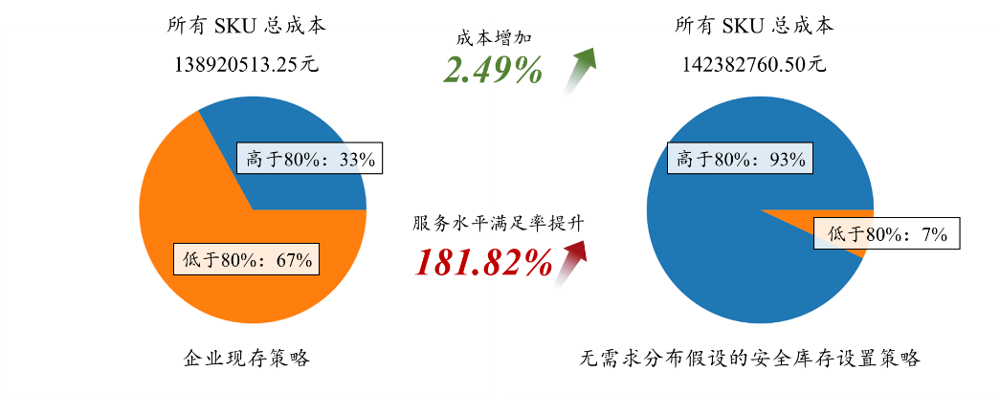 所有 SKU 总成本
138920513.25元
高于80%：33%
低于80%：67%
企业现存策略
成本增加
2.49%
服务水平满足率提升
181.82%
所有 SKU 总成本
142382760.50元
高于80%：93%
低于80%：7%
无需求分布假设的安全库存设置策略